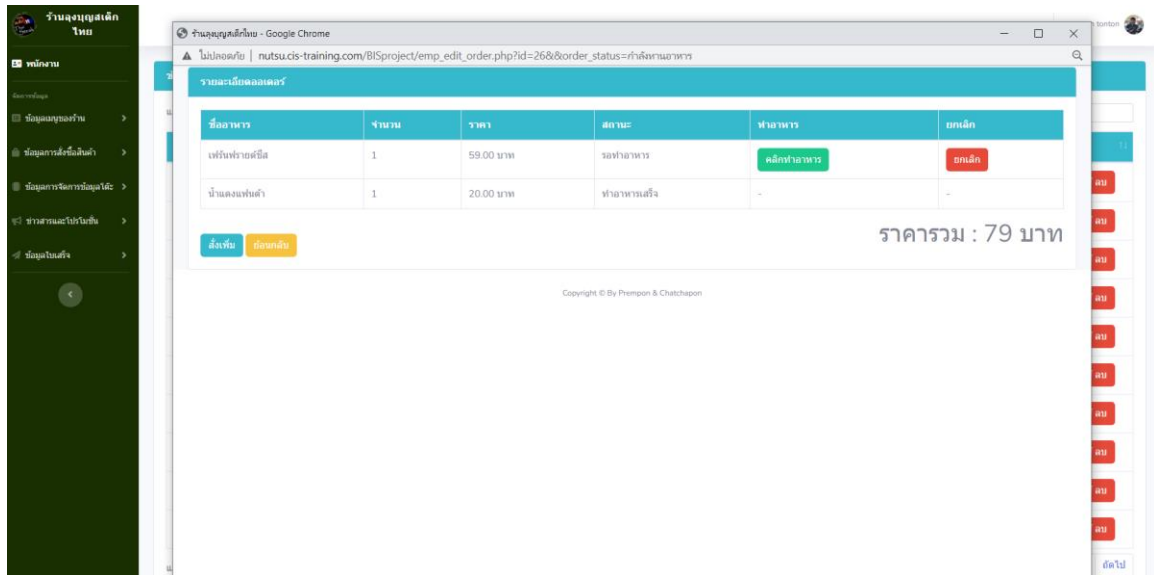 ร้านลุงบุญสเต็ก
ไทย
tonton
ร้านลุงบุญสเต็กไทย - Google Chrome
ไม่ปลอดภัย | nutsu.cis-training.com/BISproject/emp_edit_order.php?id=26&&order_status=กำลังทานอาหาร
พนักงาน
จัดการข้อมูล
ข้อมูลเมนูของร้าน
ข้อมูลการสั่งซื้อสินค้า
ข้อมูลการจัดการข้อมูลโต๊ะ
ข่าวสารและโปรโมชั่น
ข้อมูลใบเสร็จ
รายละเอียดออเดอร์
ชื่ออาหาร จำนวน ราคา สถานะ ทำอาหาร ยกเลิก
เฟร้นฟรายด์ชีส 1 59.00 บาท รอทำอาหาร คลิกทำอาหาร ยกเลิก
น้ำแดงแฟนต้า 1 20.00 บาท ทำอาหารเสร็จ - -
สั่งเพิ่ม ย้อนกลับ
ราคารวม : 79 บาท
Copyright © By Prempon & Chatchapon
ลบ
ลบ
ลบ
ลบ
ลบ
ลบ
ลบ
ลบ
ลบ
ลบ
ถัดไป